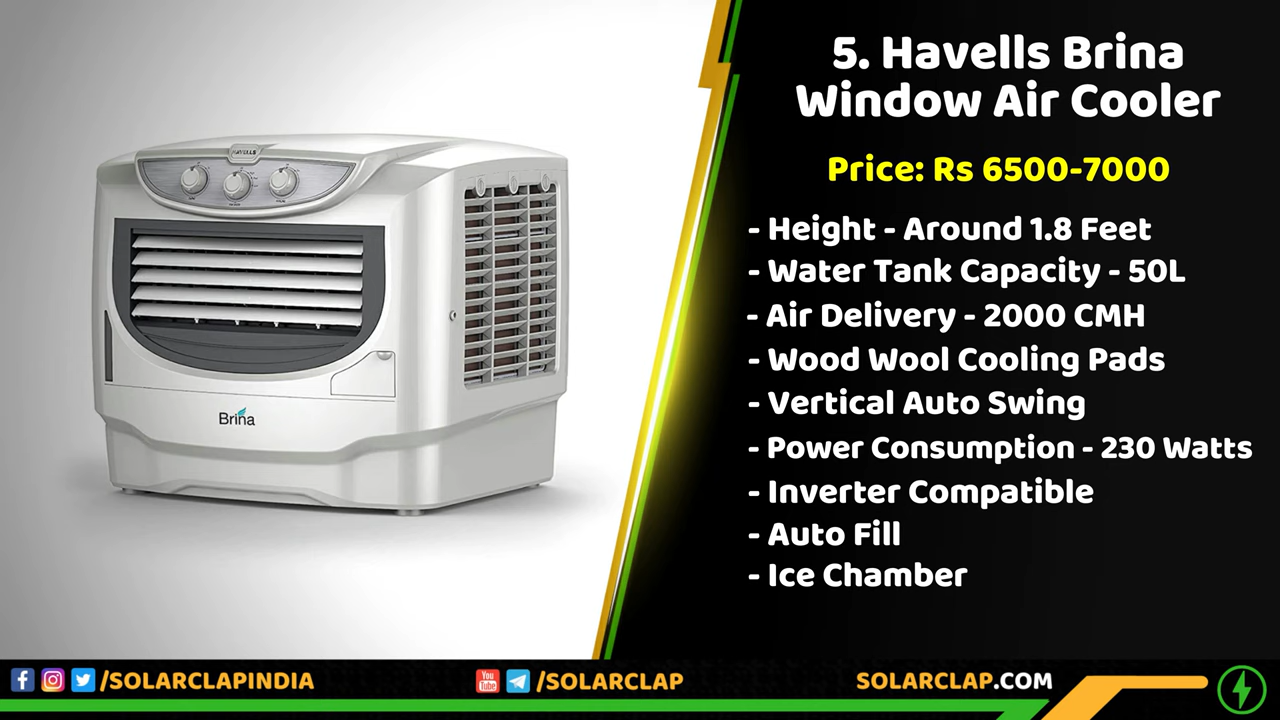 5. Havells Brina
Window Air Cooler
Price: Rs 6500-7000
- Height - Around 1.8 Feet
- Water Tank Capacity - 50L
- Air Delivery - 2000 CMH
- Wood Wool Cooling Pads
- Vertical Auto Swing
- Power Consumption - 230 Watts
- Inverter Compatible
- Auto Fill
- Ice Chamber
HAVELLS
Brina
/SOLARCLAPINDIA
You Tube
/SOLARCLAP
SOLARCLAP.COM